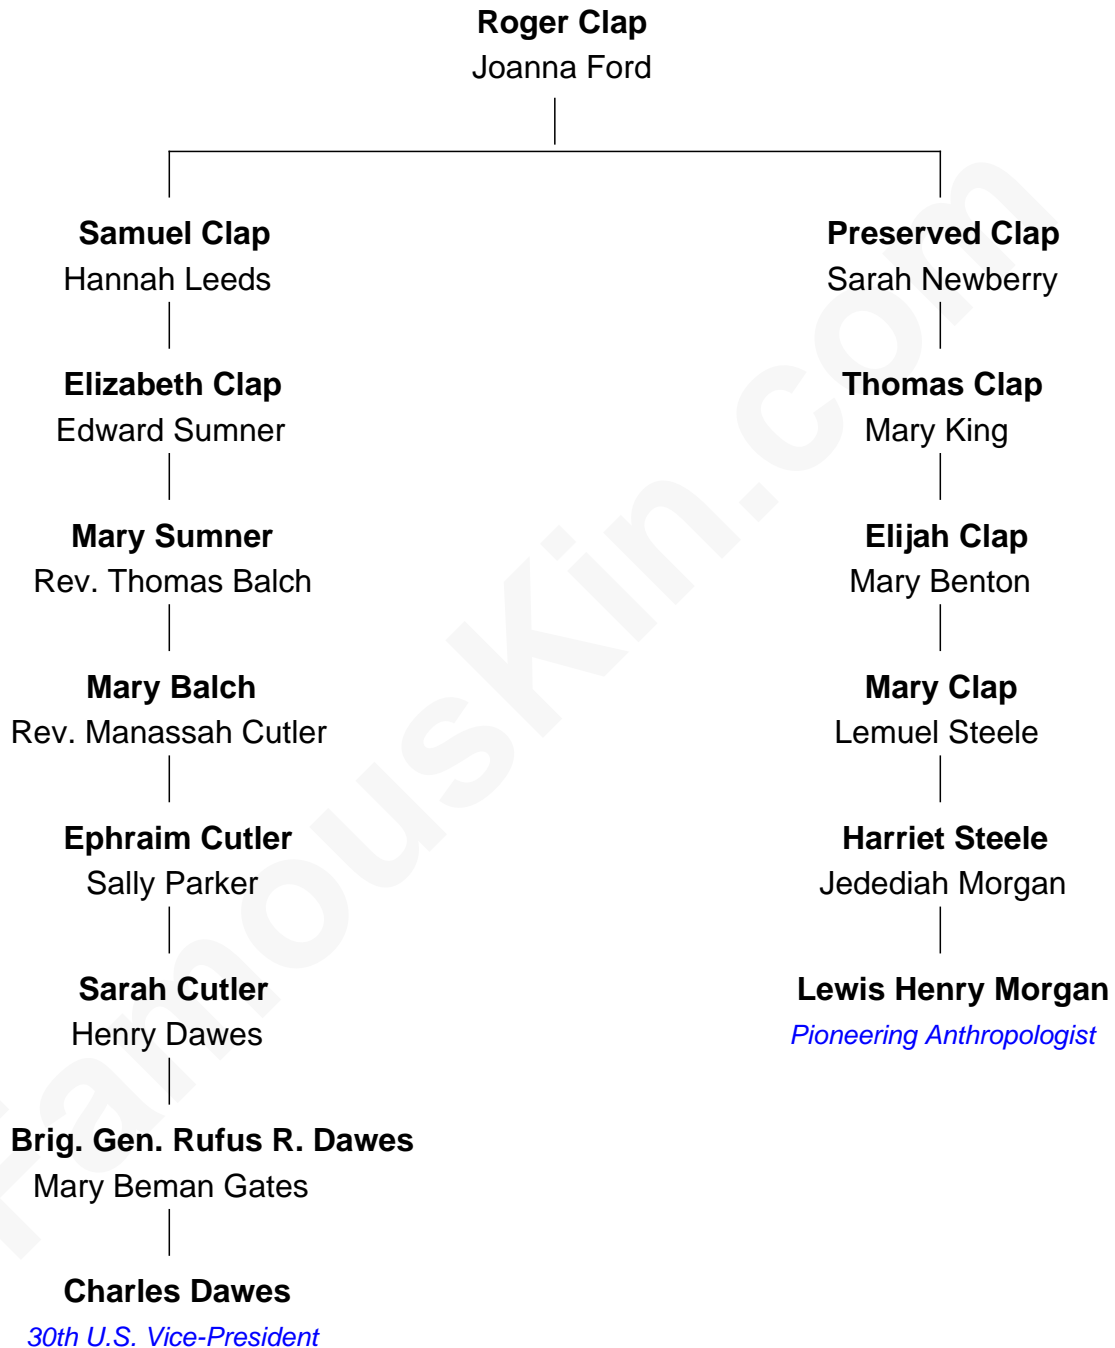 Roger Clap
Joanna Ford
Samuel Clap
Hannah Leeds
Elizabeth Clap
Edward Sumner
Mary Sumner
Rev. Thomas Balch
Mary Balch
Rev. Manassah Cutler
Ephraim Cutler
Sally Parker
Sarah Cutler
Henry Dawes
Brig. Gen. Rufus R. Dawes
Mary Beman Gates
Charles Dawes
30th U.S. Vice-President
Preserved Clap
Sarah Newberry
Thomas Clap
Mary King
Elijah Clap
Mary Benton
Mary Clap
Lemuel Steele
Harriet Steele
Jedediah Morgan
Lewis Henry Morgan
Pioneering Anthropologist
FamousKin.com